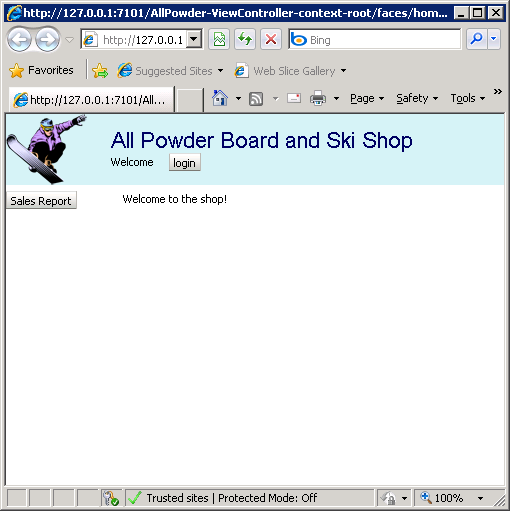 http://127.0.0.1:7101/AllPowder-ViewController-context-root/faces/hom...
http://127.0.0.1
Bing
Favorites Suggested Sites Web Slice Gallery
http://127.0.0.1:7101/All... Page Safety Tools »
All Powder Board and Ski Shop
Welcome login
Sales Report Welcome to the shop!
Trusted sites | Protected Mode: Off 100%